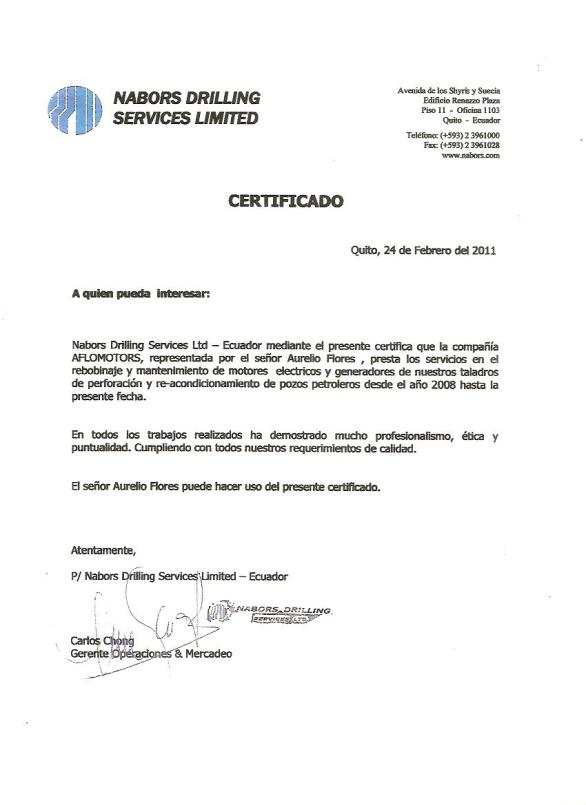 NABORS DRILLING
SERVICES LIMITED
Avenida de los Shyris y Suecia
Edificio Renazzo Plaza
Piso 11 - Oficina 1103
Quito - Ecuador
Teléfono: (+593) 2 3961000
Fax: (+593) 2 3961028
www.nabors.com
CERTIFICADO
Quito, 24 de Febrero del 2011
A quien pueda interesar:
Nabors Drilling Services Ltd – Ecuador mediante el presente certifica que la compañía
AFLOMOTORS, representada por el señor Aurelio Flores , presta los servicios en el
rebobinaje y mantenimiento de motores electricos y generadores de nuestros taladros
de perforación y re-acondicionamiento de pozos petroleros desde el año 2008 hasta la
presente fecha.
En todos los trabajos realizados ha demostrado mucho profesionalismo, ética y
puntualidad. Cumpliendo con todos nuestros requerimientos de calidad.
El señor Aurelio Flores puede hacer uso del presente certificado.
Atentamente,
P/ Nabors Drilling Services Limited – Ecuador
NABORS DRILLING
SERVICES LTD.
Carlos Chong
Gerente Operaciones & Mercadeo